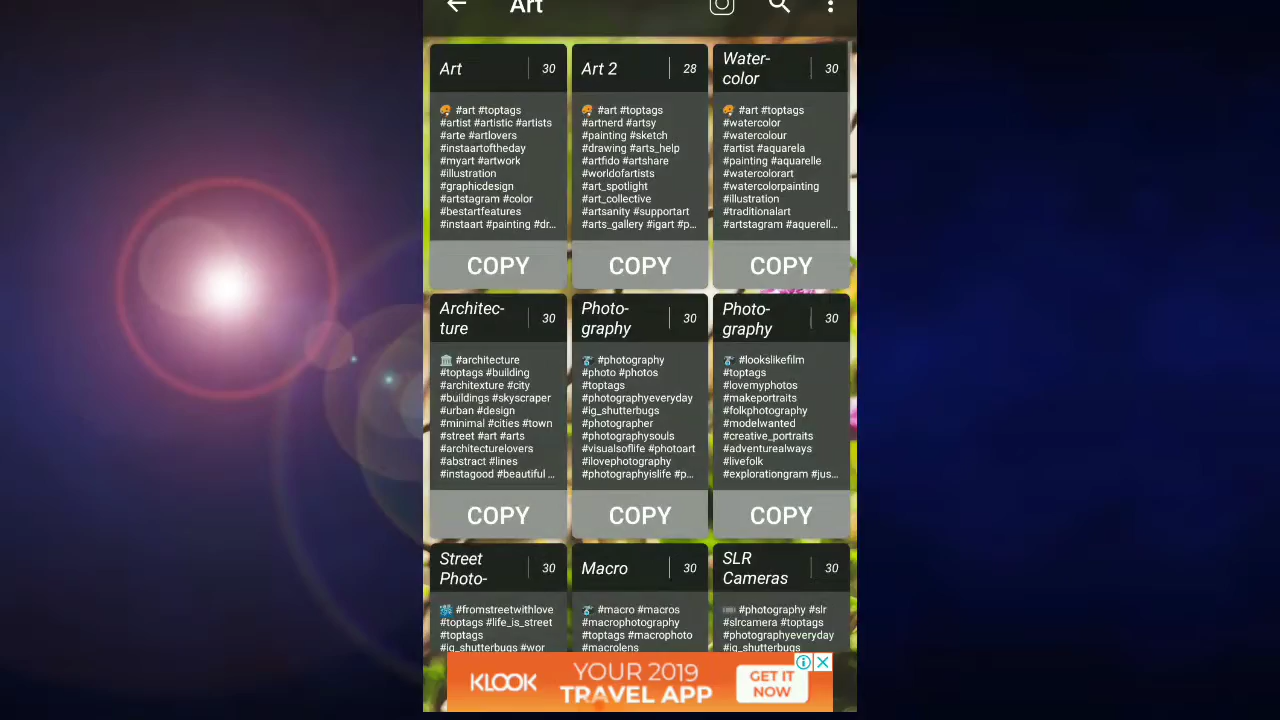 Art
Art 30
#art #toptags
#artist #artistic #artists
#arte #artlovers
#instaartoftheday
#myart #artwork
#illustration
#graphicdesign
#artstagram #color
#bestartfeatures
#instaart #painting #dr...
COPY
Art 2 28
#art #toptags
#artnerd #artsy
#painting #sketch
#drawing #arts_help
#artfido #artshare
#worldofartists
#art_spotlight
#art_collective
#artsanity #supportart
#arts_gallery #igart #p...
COPY
Water-
color 30
#art #toptags
#watercolor
#watercolour
#artist #aquarela
#painting #aquarelle
#watercolorart
#watercolorpainting
#illustration
#traditionalart
#artstagram #aquerell...
COPY
Architec-
ture 30
#architecture
#toptags #building
#architexture #city
#buildings #skyscraper
#urban #design
#minimal #cities #town
#street #art #arts
#architecturelovers
#abstract #lines
#instagood #beautiful ...
COPY
Photo-
graphy 30
#photography
#photo #photos
#toptags
#photographyeveryday
#ig_shutterbugs
#photographer
#photographysouls
#visualsoflife #photoart
#ilovephotography
#photographyislife #p...
COPY
Photo-
graphy 30
#lookslikefilm
#toptags
#lovemyphotos
#makeportraits
#folkphotography
#modelwanted
#creative_portraits
#adventurealways
#livefolk
#explorationgram #jus...
COPY
Street
Photo- 30
#fromstreetwithlove
#toptags #life_is_street
#toptags
#ig_shutterbugs #wor
Macro 30
#macro #macros
#macrophotography
#toptags #macrophoto
#macrolens
SLR
Cameras 30
#photography #slr
#slrcamera #toptags
#photographyeveryday
#ig_shutterbugs
KLOOK
YOUR 2019
TRAVEL APP
GET IT
NOW